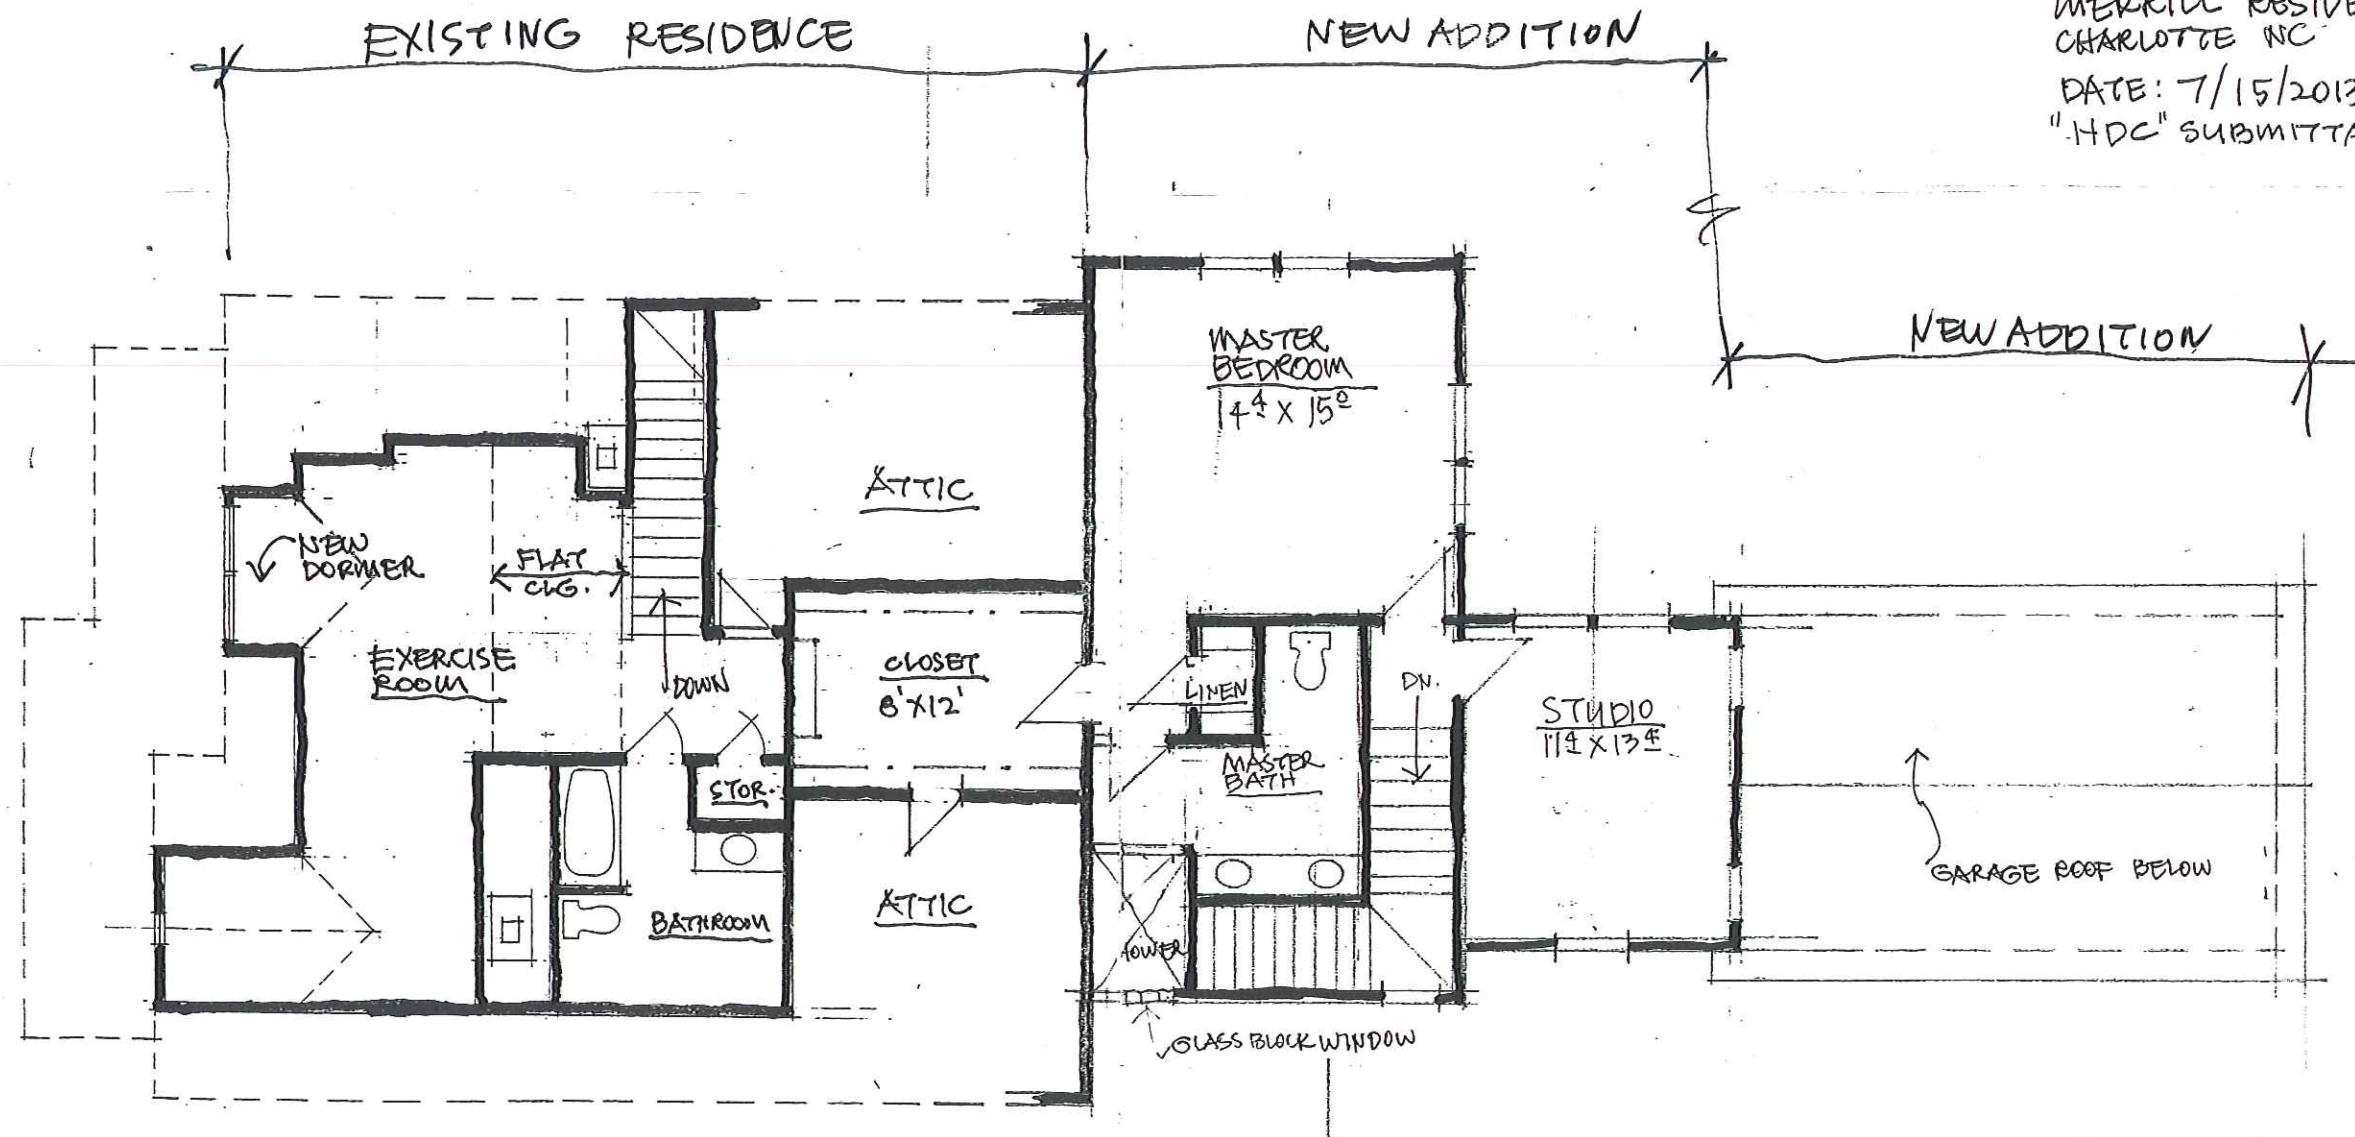 EXISTING RESIDENCE
NEW ADDITION
CHARLOTTE NC
DATE: 7/15/2013
"HDC" SUBMITTA
NEW ADDITION
MASTER
BEDROOM
14⁴ X 15⁰
ATTIC
NEW
DORMER
FLAT
CLG.
EXERCISE
ROOM
DOWN
CLOSET
8'X12'
LINEN
DN.
STUDIO
11⁴ X 13⁴
MASTER
BATH
STOR.
GARAGE ROOF BELOW
ATTIC
BATHROOM
HOWER
GLASS BLOCK WINDOW